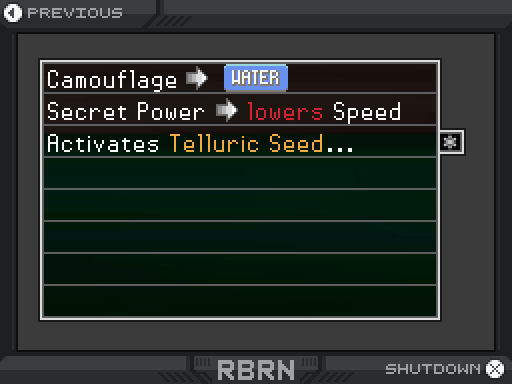 PREVIOUS
Camouflage WATER
Secret Power lowers Speed
Activates Telluric Seed...
RBRN
SHUTDOWN